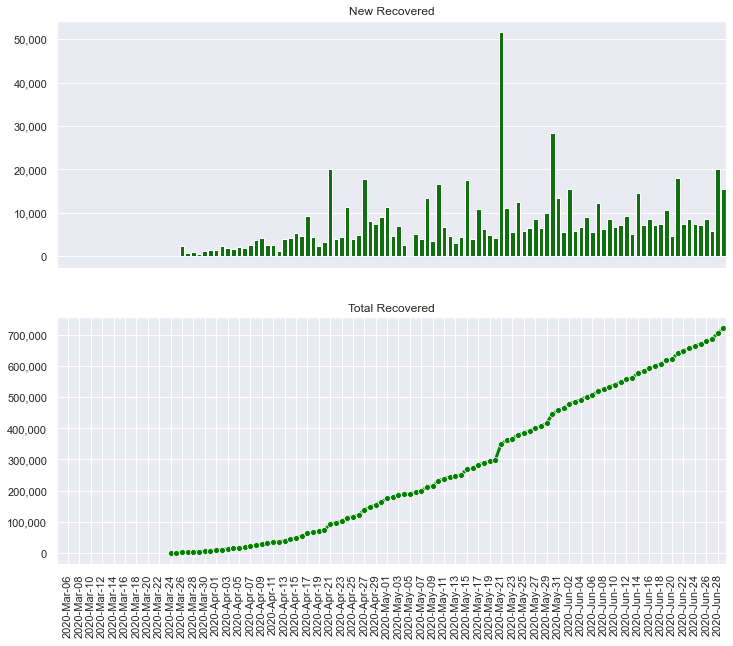 New Recovered
50,000
40,000
30,000
20,000
10,000
0
Total Recovered
700,000
600,000
500,000
400,000
300,000
200,000
100,000
0
2020-Mar-06
2020-Mar-08
2020-Mar-10
2020-Mar-12
2020-Mar-14
2020-Mar-16
2020-Mar-18
2020-Mar-20
2020-Mar-22
2020-Mar-24
2020-Mar-26
2020-Mar-28
2020-Mar-30
2020-Apr-01
2020-Apr-03
2020-Apr-05
2020-Apr-07
2020-Apr-09
2020-Apr-11
2020-Apr-13
2020-Apr-15
2020-Apr-17
2020-Apr-19
2020-Apr-21
2020-Apr-23
2020-Apr-25
2020-Apr-27
2020-Apr-29
2020-May-01
2020-May-03
2020-May-05
2020-May-07
2020-May-09
2020-May-11
2020-May-13
2020-May-15
2020-May-17
2020-May-19
2020-May-21
2020-May-23
2020-May-25
2020-May-27
2020-May-29
2020-May-31
2020-Jun-02
2020-Jun-04
2020-Jun-06
2020-Jun-08
2020-Jun-10
2020-Jun-12
2020-Jun-14
2020-Jun-16
2020-Jun-18
2020-Jun-20
2020-Jun-22
2020-Jun-24
2020-Jun-26
2020-Jun-28